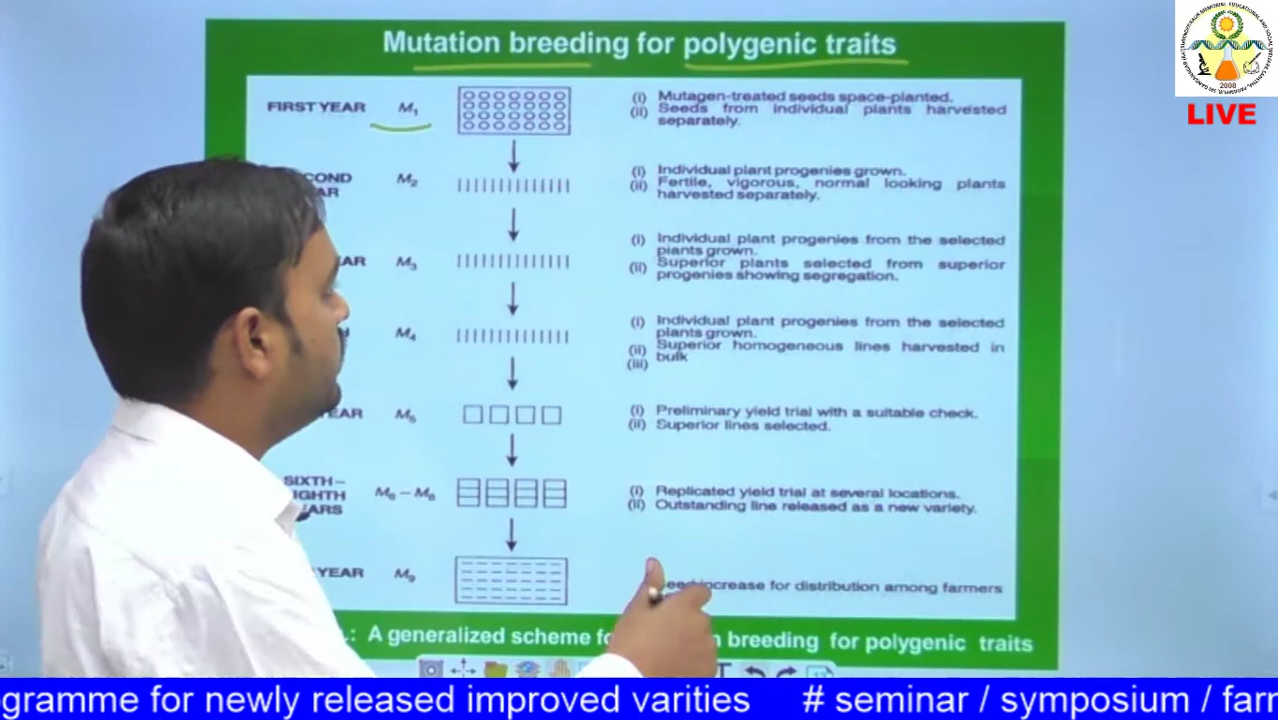 Mutation breeding for polygenic traits
FIRST YEAR M1
(i) Mutagen-treated seeds space-planted.
(ii) Seeds from individual plants harvested
separately.
M2
(i) Individual plant progenies grown.
(ii) Fertile, vigorous, normal looking plants
harvested separately.
M3
(i) Individual plant progenies from the selected
plants grown.
(ii) Superior plants selected from superior
progenies showing segregation.
M4
(i) Individual plant progenies from the selected
plants grown.
(ii) Superior homogeneous lines harvested in
(iii) bulk
YEAR M5
(i) Preliminary yield trial with a suitable check.
(ii) Superior lines selected.
SIXTH– M6 – M8
(i) Replicated yield trial at several locations.
(ii) Outstanding line released as a new variety.
YEAR M9
increase for distribution among farmers
A generalized scheme breeding for polygenic traits
2008
LIVE
ogramme for newly released improved varities # seminar / symposium / farr